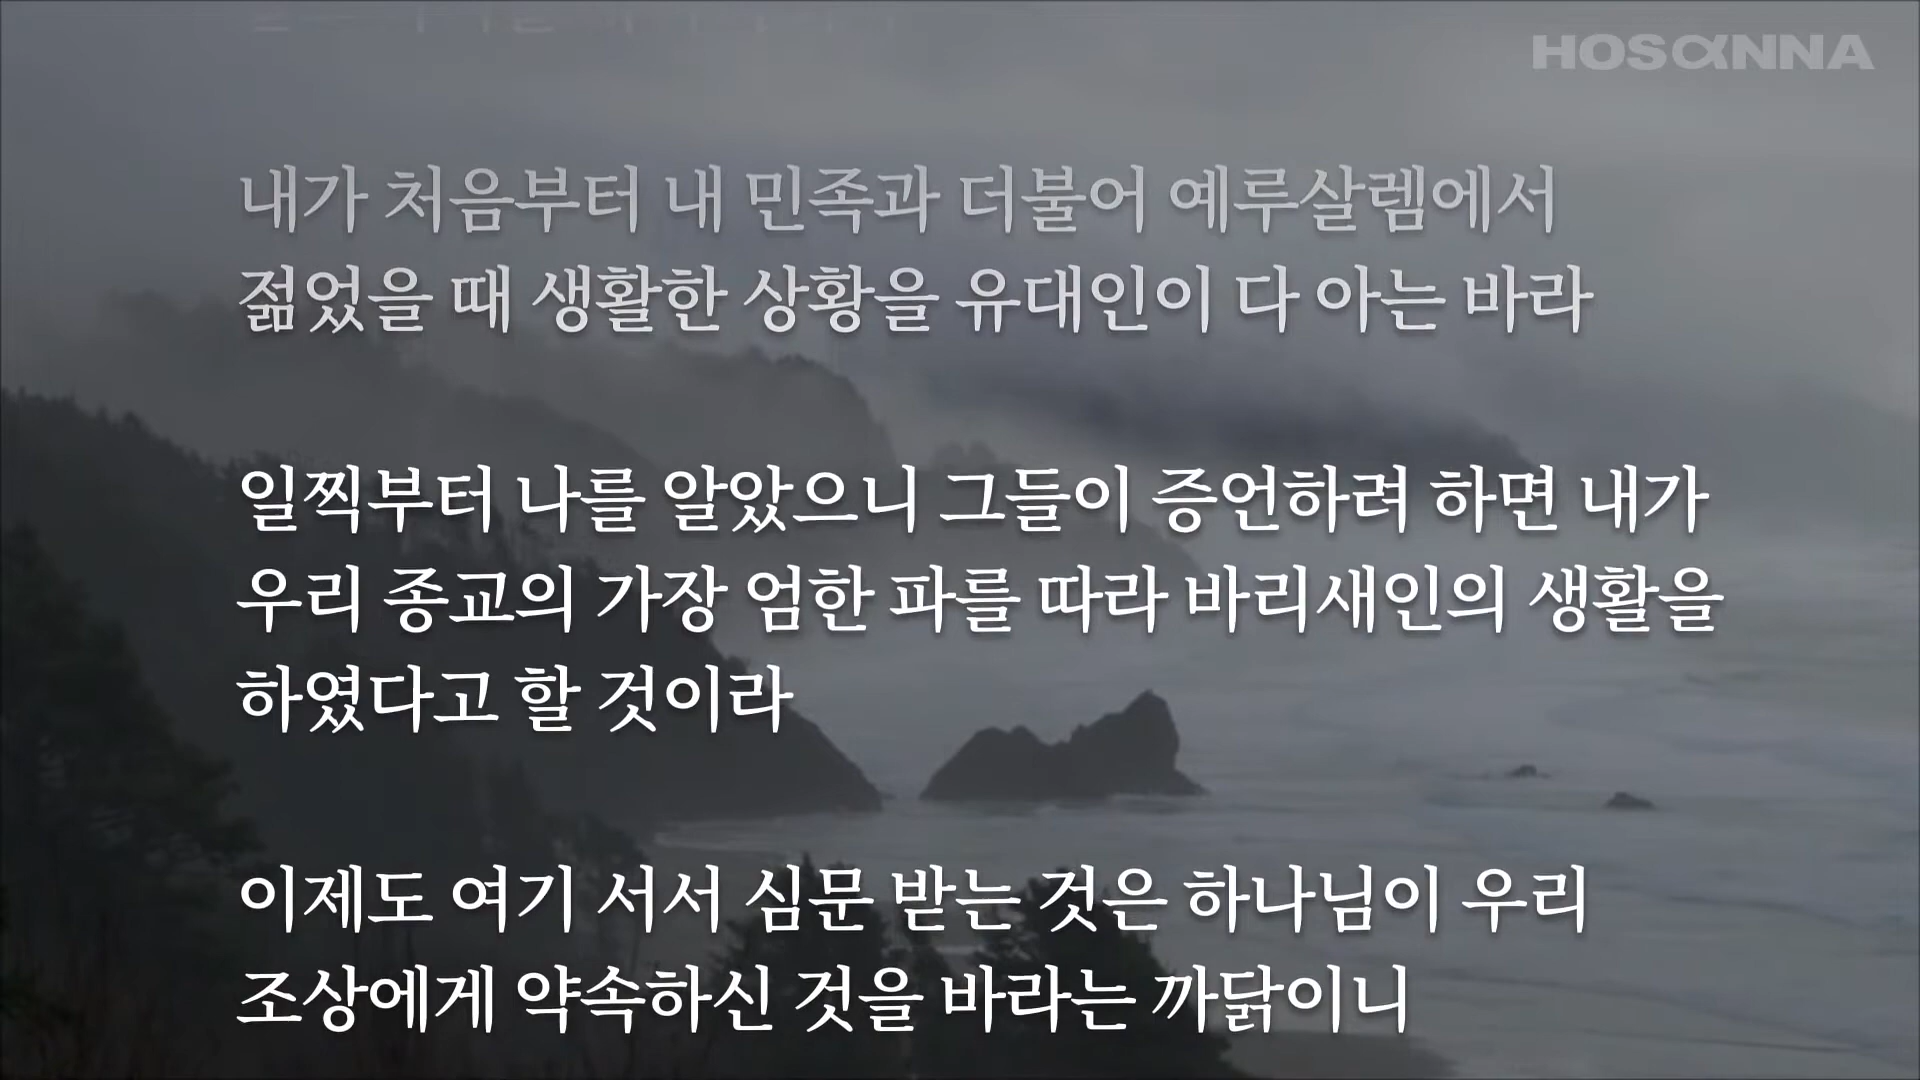 HOSANNA
내가 처음부터 내 민족과 더불어 예루살렘에서
젊었을 때 생활한 상황을 유대인이 다 아는 바라
일찍부터 나를 알았으니 그들이 증언하려 하면 내가
우리 종교의 가장 엄한 파를 따라 바리새인의 생활을
하였다고 할 것이라
이제도 여기 서서 심문 받는 것은 하나님이 우리
조상에게 약속하신 것을 바라는 까닭이니